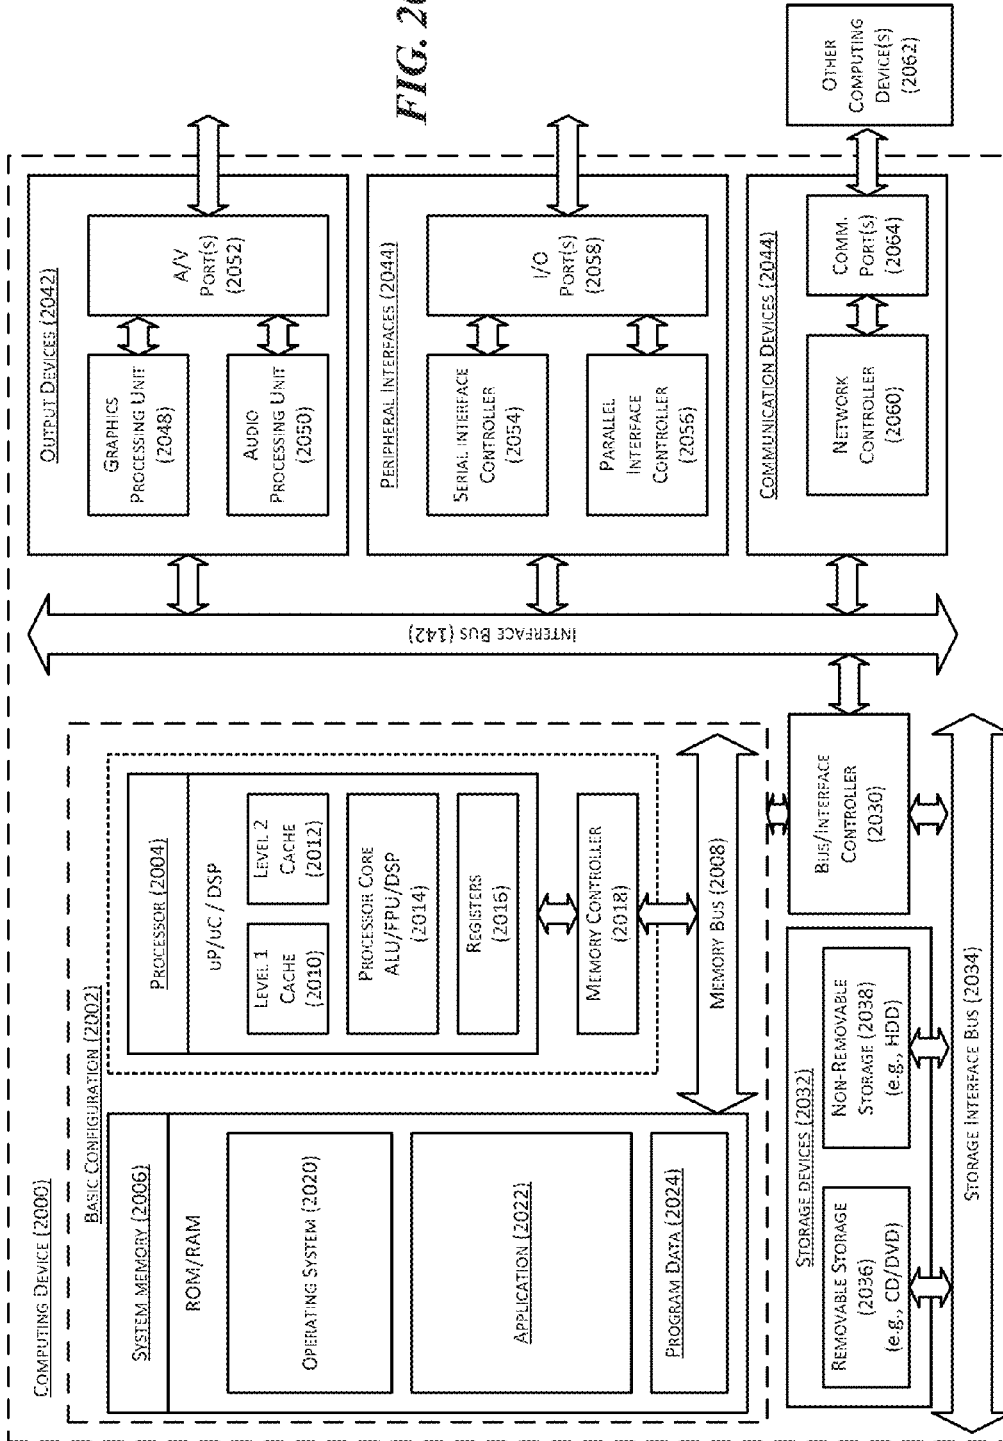 COMPUTING DEVICE (2000)
BASIC CONFIGURATION (2002)
SYSTEM MEMORY (2006)
ROM/RAM
OPERATING SYSTEM (2020)
APPLICATION (2022)
PROGRAM DATA (2024)
PROCESSOR (2004)
UP/UC / DSP
LEVEL 1
CACHE
(2010)
LEVEL 2
CACHE
(2012)
PROCESSOR CORE
ALU/FPU/DSP
(2014)
REGISTERS
(2016)
MEMORY CONTROLLER
(2018)
MEMORY BUS (2008)
STORAGE DEVICES (2032)
REMOVABLE STORAGE
(2036)
(e.g., CD/DVD)
NON-REMOVABLE
STORAGE (2038)
(e.g., HDD)
STORAGE INTERFACE BUS (2034)
BUS/INTERFACE
CONTROLLER
(2030)
INTERFACE BUS (142)
OUTPUT DEVICES (2042)
GRAPHICS
PROCESSING UNIT
(2048)
AUDIO
PROCESSING UNIT
(2050)
A/V
PORT(S)
(2052)
PERIPHERAL INTERFACES (2044)
SERIAL INTERFACE
CONTROLLER
(2054)
PARALLEL
INTERFACE
CONTROLLER
(2056)
I/O
PORT(S)
(2058)
COMMUNICATION DEVICES (2044)
NETWORK
CONTROLLER
(2060)
COMM.
PORT(S)
(2064)
OTHER
COMPUTING
DEVICE(S)
(2062)
FIG.